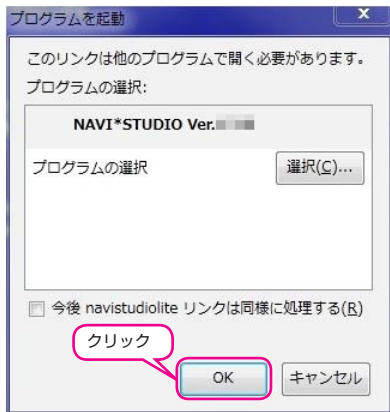 プログラムを起動
X
このリンクは他のプログラムで開く必要があります。
プログラムの選択:
NAVI*STUDIO Ver.
プログラムの選択
選択(C)...
今後 navistudiolite リンクは同様に処理する(R)
クリック
OK
キャンセル